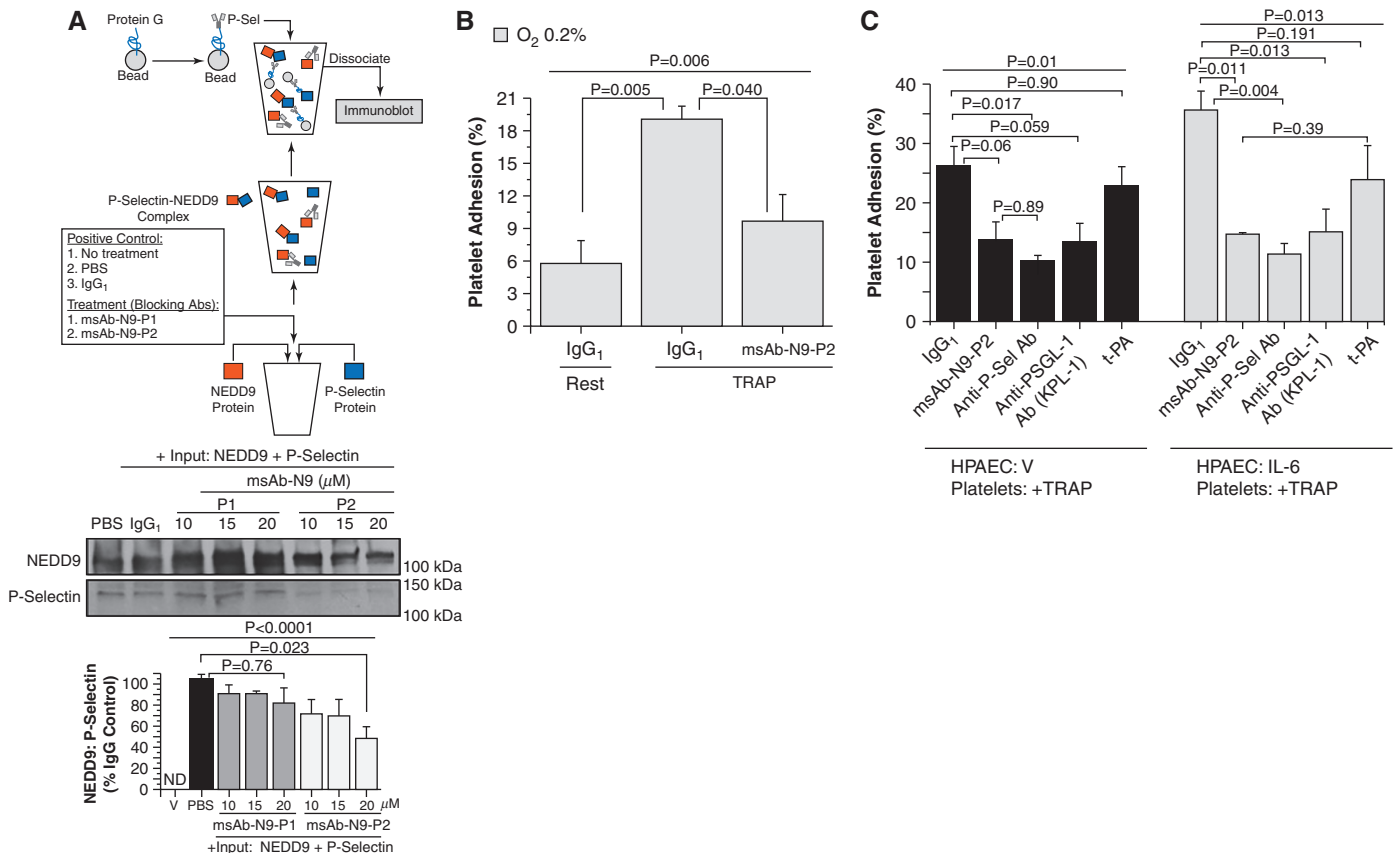 A
Protein G
P-Sel
Bead
Bead
Dissociate
Immunoblot
P-Selectin-NEDD9
Complex
Positive Control:
1. No treatment
2. PBS
3. IgG1
Treatment (Blocking Abs):
1. msAb-N9-P1
2. msAb-N9-P2
NEDD9
Protein
P-Selectin
Protein
+ Input: NEDD9 + P-Selectin
msAb-N9 (μM)
P1 P2
PBS IgG1 10 15 20 10 15 20
NEDD9
100 kDa
150 kDa
P-Selectin
100 kDa
P<0.0001
P=0.023
P=0.76
NEDD9: P-Selectin
(% IgG Control)
100
80
60
40
20
0
ND
V PBS 10 15 20 10 15 20 μM
msAb-N9-P1 msAb-N9-P2
+Input: NEDD9 + P-Selectin
B
O2 0.2%
P=0.006
P=0.005 P=0.040
Platelet Adhesion (%)
21
18
15
12
9
6
3
0
IgG1 IgG1 msAb-N9-P2
Rest TRAP
C
P=0.01
P=0.90
P=0.017
P=0.059
P=0.06
P=0.89
P=0.013
P=0.191
P=0.013
P=0.011
P=0.004
P=0.39
Platelet Adhesion (%)
40
30
20
10
0
IgG1
msAb-N9-P2
Anti-P-Sel Ab
Anti-PSGL-1
Ab (KPL-1)
t-PA
IgG1
msAb-N9-P2
Anti-P-Sel Ab
Anti-PSGL-1
Ab (KPL-1)
t-PA
HPAEC: V
Platelets: +TRAP
HPAEC: IL-6
Platelets: +TRAP